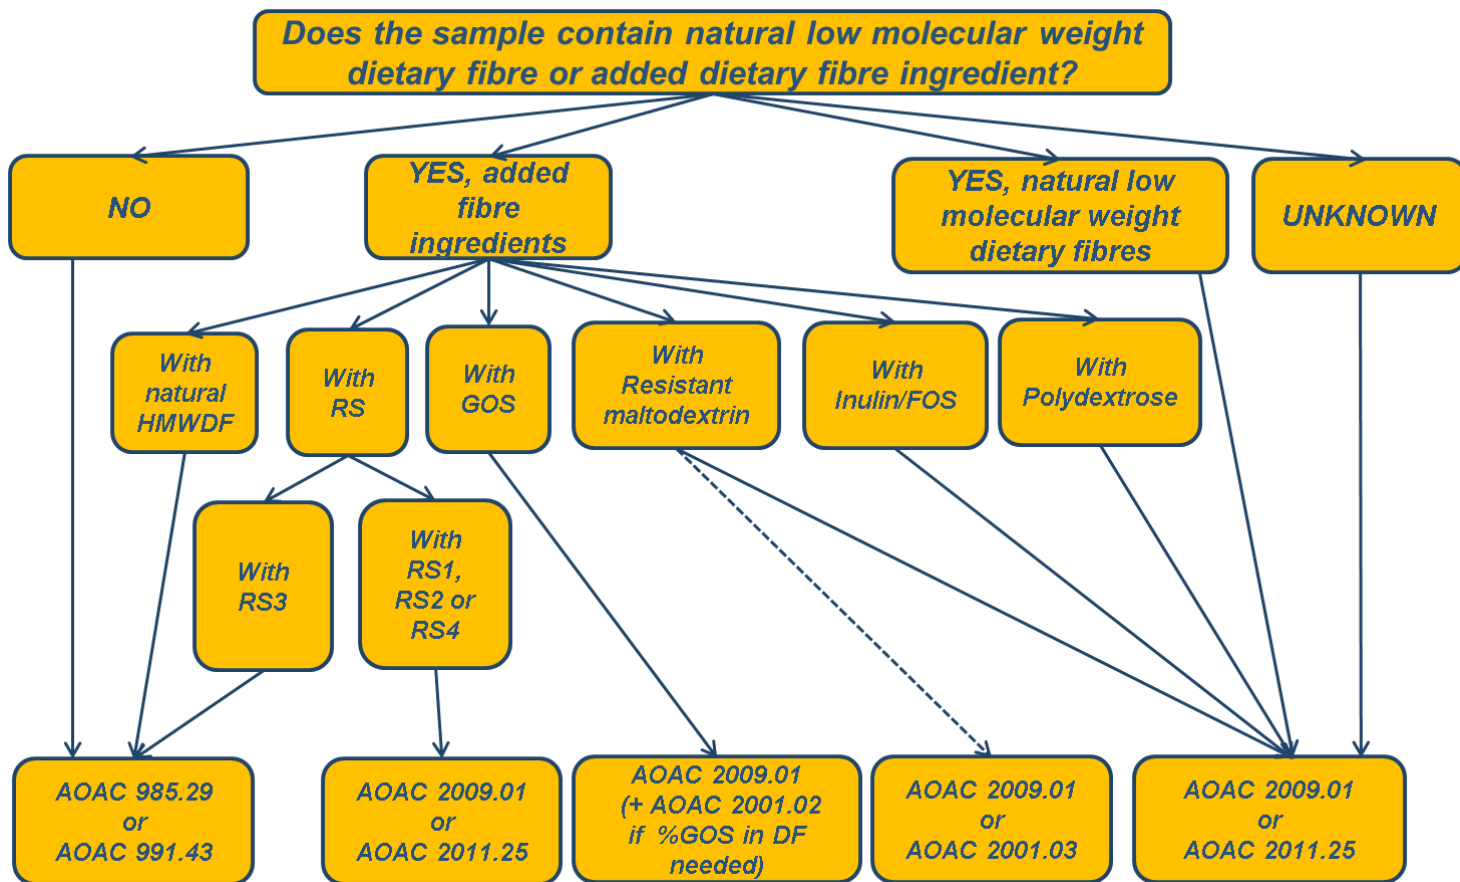 Does the sample contain natural low molecular weight
dietary fibre or added dietary fibre ingredient?
NO
YES, added
fibre
ingredients
YES, natural low
molecular weight
dietary fibres
UNKNOWN
With
natural
HMWDF
With
RS
With
GOS
With
Resistant
maltodextrin
With
Inulin/FOS
With
Polydextrose
With
RS3
With
RS1,
RS2 or
RS4
AOAC 985.29
or
AOAC 991.43
AOAC 2009.01
or
AOAC 2011.25
AOAC 2009.01
(+ AOAC 2001.02
if %GOS in DF
needed)
AOAC 2009.01
or
AOAC 2001.03
AOAC 2009.01
or
AOAC 2011.25